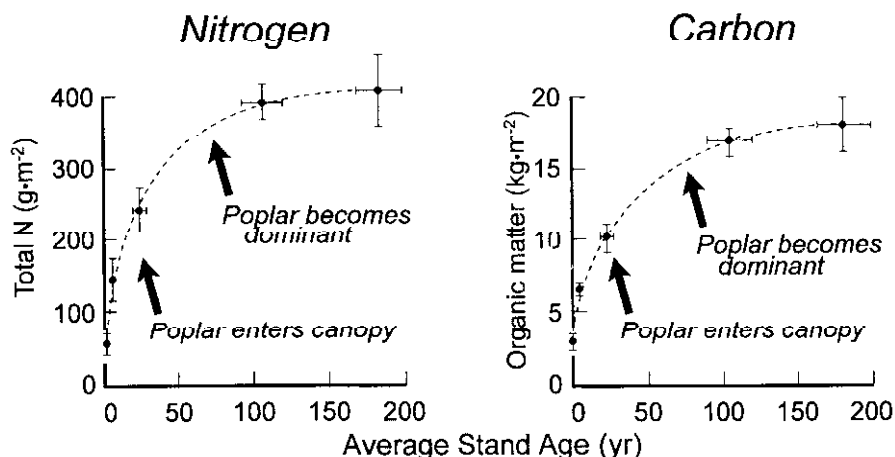 Nitrogen
Total N (g·m⁻²)
400
300
200
100
0
Poplar becomes
dominant
Poplar enters canopy
0 50 100 150 200
Carbon
Organic matter (kg·m⁻²)
20
15
10
5
0
Poplar becomes
dominant
Poplar enters canopy
0 50 100 150 200
Average Stand Age (yr)